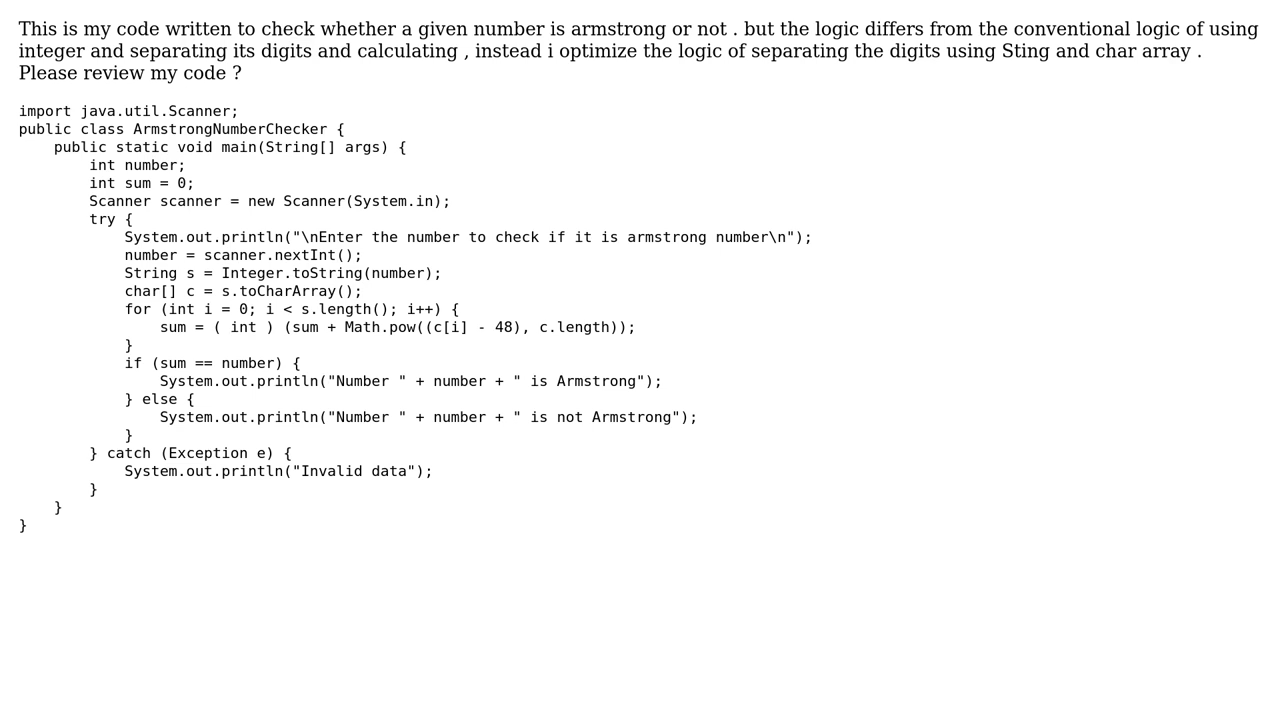 This is my code written to check whether a given number is armstrong or not . but the logic differs from the conventional logic of using
integer and separating its digits and calculating , instead i optimize the logic of separating the digits using Sting and char array .
Please review my code ?
import java.util.Scanner;
public class ArmstrongNumberChecker {
    public static void main(String[] args) {
        int number;
        int sum = 0;
        Scanner scanner = new Scanner(System.in);
        try {
            System.out.println("\nEnter the number to check if it is armstrong number\n");
            number = scanner.nextInt();
            String s = Integer.toString(number);
            char[] c = s.toCharArray();
            for (int i = 0; i < s.length(); i++) {
                sum = ( int ) (sum + Math.pow((c[i] - 48), c.length));
            }
            if (sum == number) {
                System.out.println("Number " + number + " is Armstrong");
            } else {
                System.out.println("Number " + number + " is not Armstrong");
            }
        } catch (Exception e) {
            System.out.println("Invalid data");
        }
    }
}